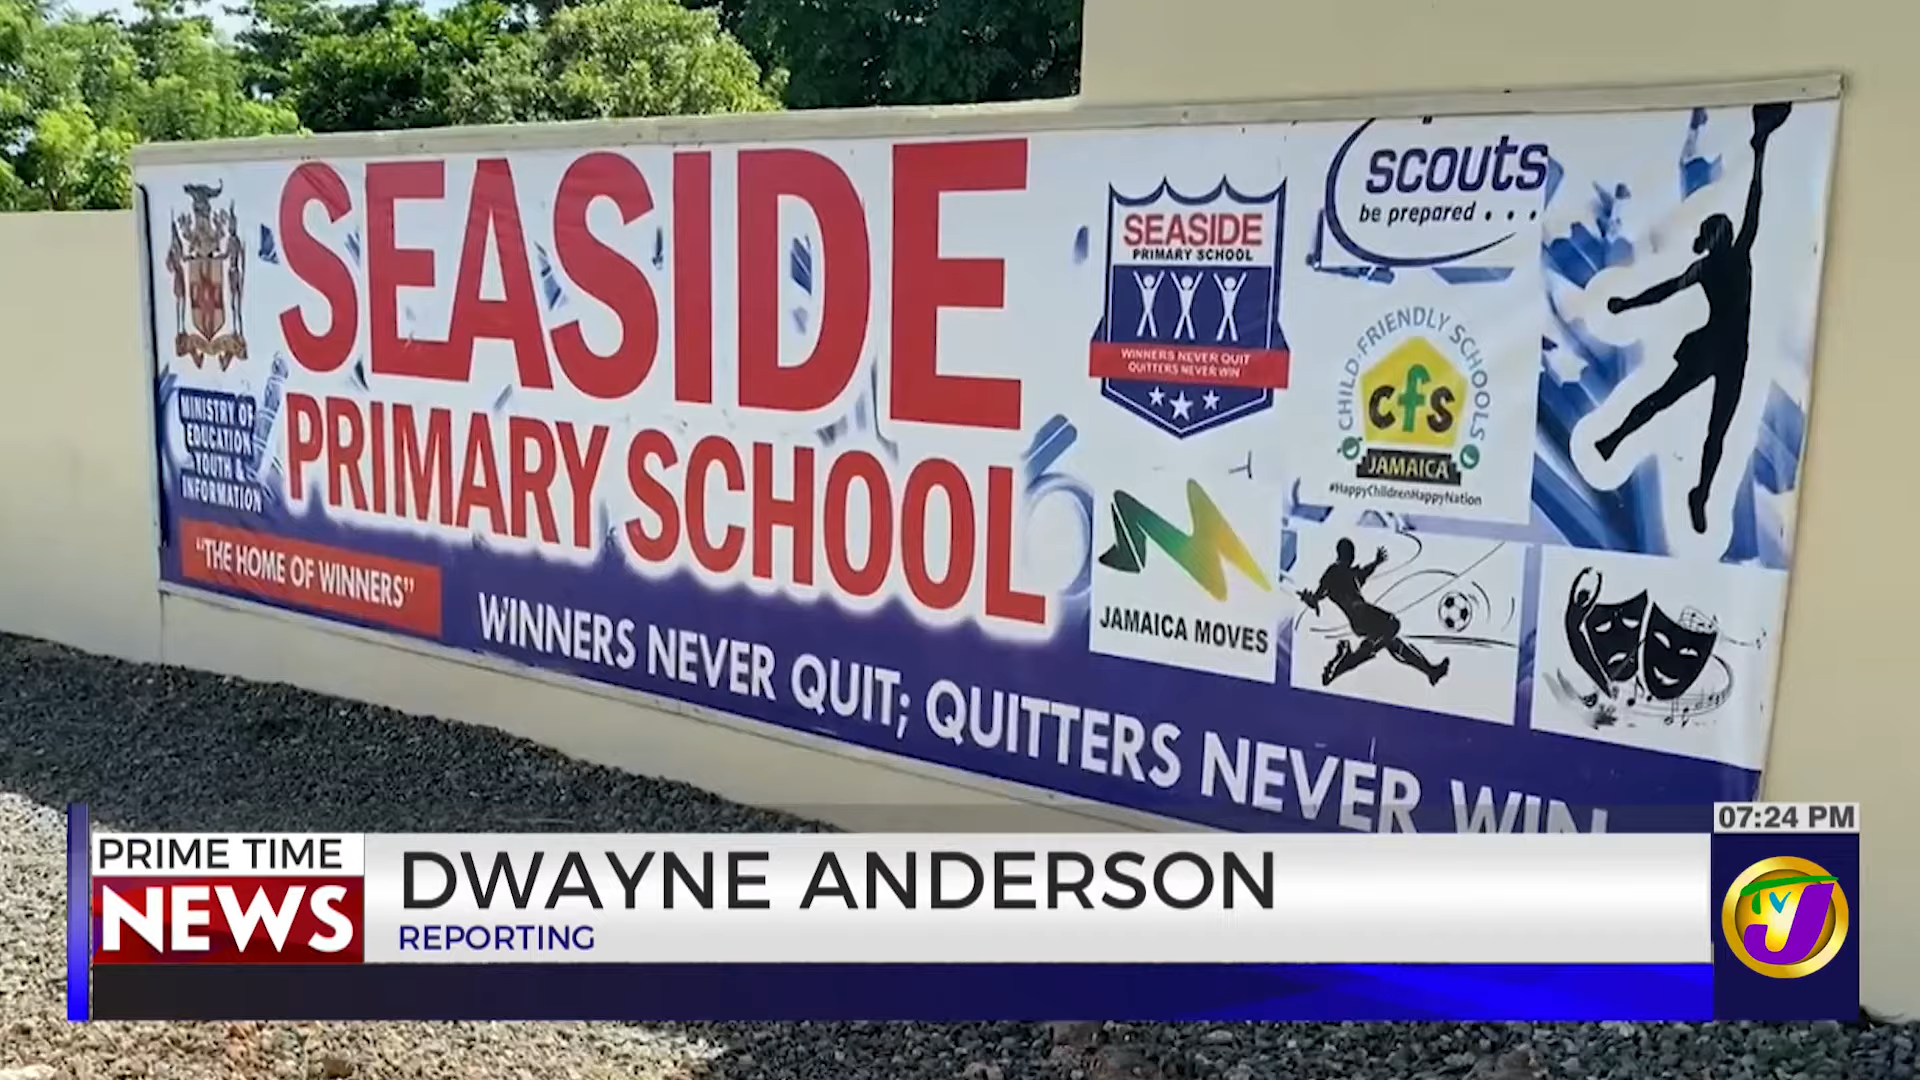 SEASIDE
PRIMARY SCHOOL
MINISTRY OF
EDUCATION
YOUTH &
INFORMATION
"THE HOME OF WINNERS"
WINNERS NEVER QUIT; QUITTERS NEVER WIN
SEASIDE
PRIMARY SCHOOL
WINNERS NEVER QUIT
QUITTERS NEVER WIN
SCOUTS
be prepared . . .
CHILD-FRIENDLY SCHOOLS
cfs
JAMAICA
#HappyChildrenHappyNation
JAMAICA MOVES
07:24 PM
PRIME TIME
NEWS
DWAYNE ANDERSON
REPORTING
TVJ